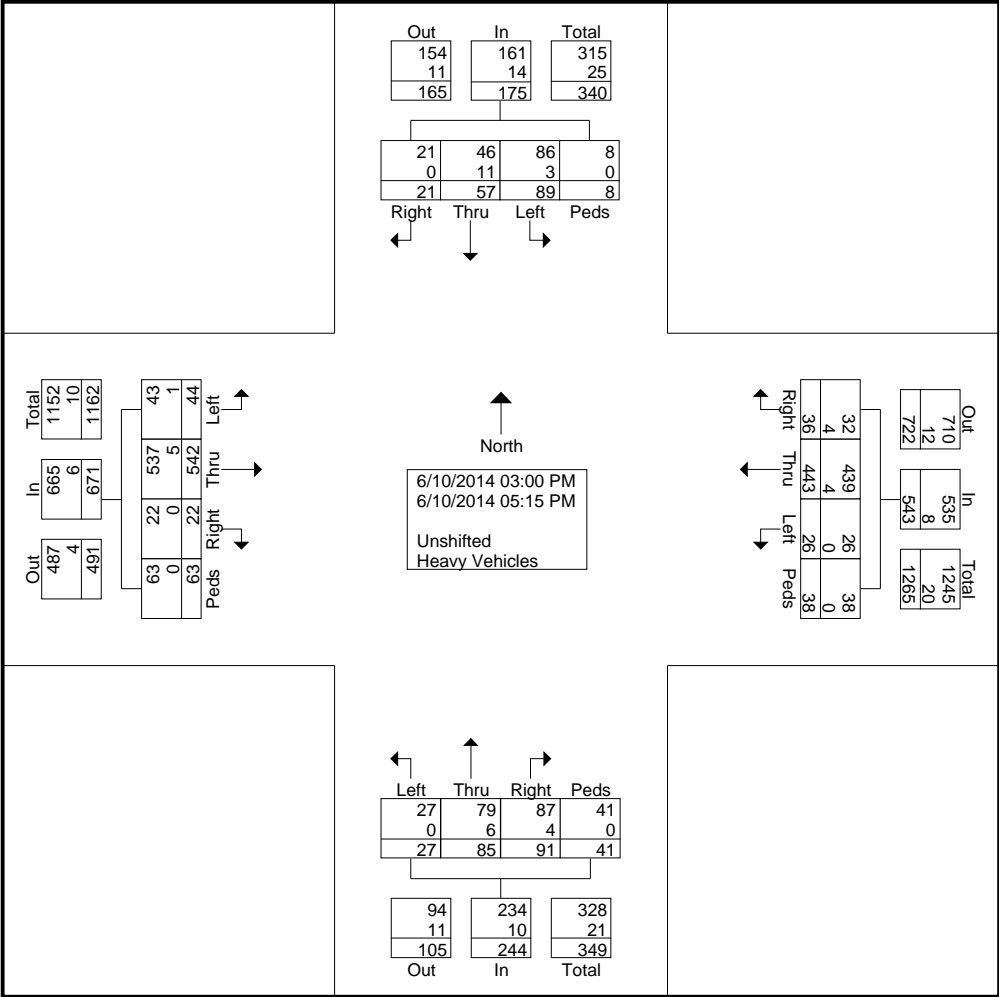 Out In Total
154 161 315
11 14 25
165 175 340
21 46 86 8
0 11 3 0
21 57 89 8
Right Thru Left Peds
Total
1152
10
1162
In
665
6
671
Out
487
4
491
43 1 44 Left
537 5 542 Thru
22 0 22 Right
63 0 63 Peds
North
6/10/2014 03:00 PM
6/10/2014 05:15 PM
Unshifted
Heavy Vehicles
Right 36 4 32
Thru 443 4 439
Left 26 0 26
Peds 38 0 38
Out
710
12
722
In
535
8
543
Total
1245
20
1265
Left Thru Right Peds
27 79 87 41
0 6 4 0
27 85 91 41
94 234 328
11 10 21
105 244 349
Out In Total